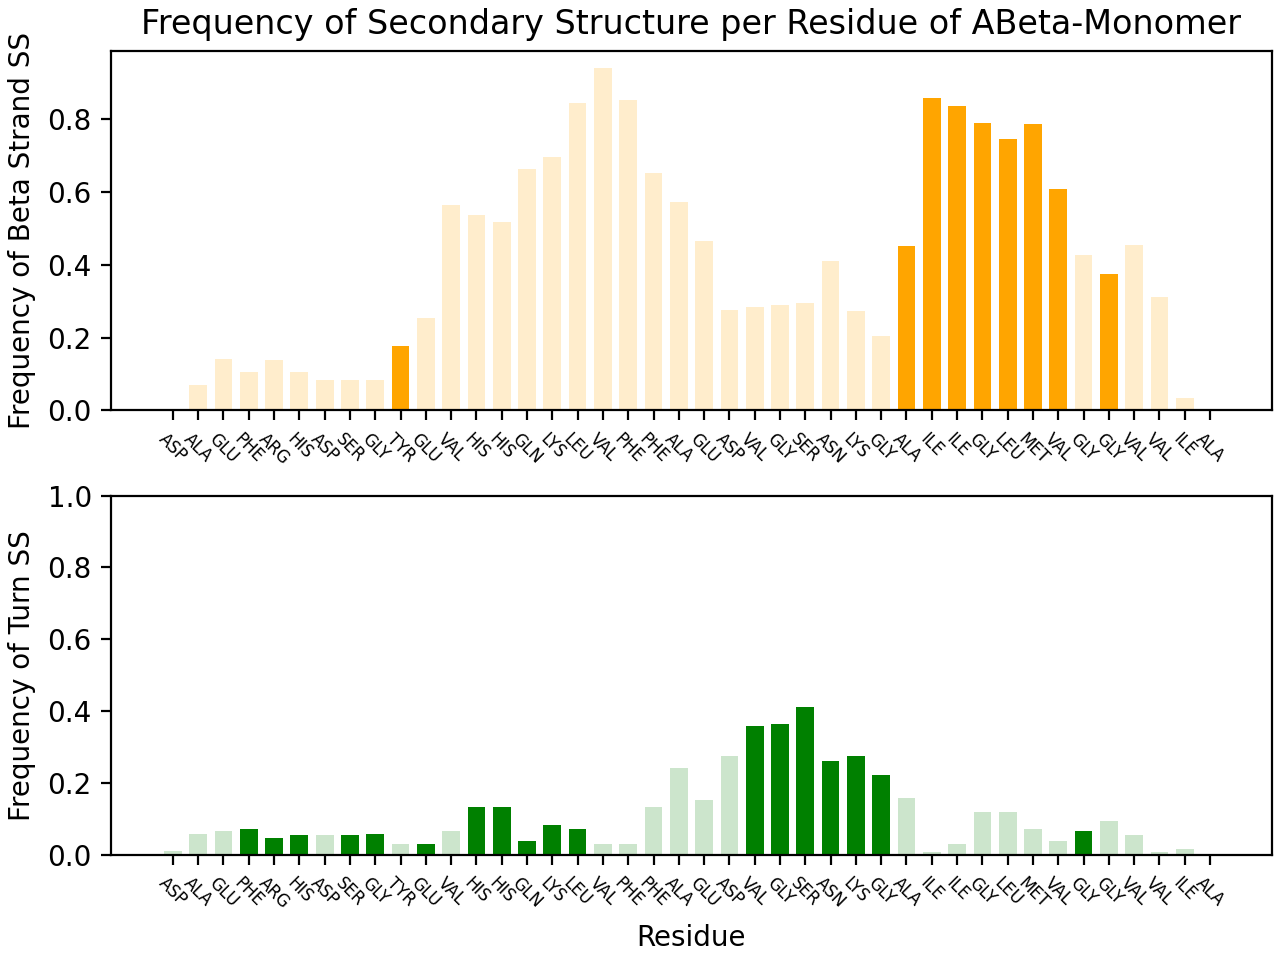 Frequency of Secondary Structure per Residue of ABeta-Monomer
Frequency of Beta Strand SS
0.8
0.6
0.4
0.2
0.0
ASP ALA GLU PHE ARG HIS ASP SER GLY TYR GLU VAL HIS HIS GLN LYS LEU VAL PHE PHE ALA GLU ASP VAL GLY SER ASN LYS GLY ALA ILE ILE GLY LEU MET VAL GLY GLY VAL VAL ILE ALA
Frequency of Turn SS
1.0
0.8
0.6
0.4
0.2
0.0
ASP ALA GLU PHE ARG HIS ASP SER GLY TYR GLU VAL HIS HIS GLN LYS LEU VAL PHE PHE ALA GLU ASP VAL GLY SER ASN LYS GLY ALA ILE ILE GLY LEU MET VAL GLY GLY VAL VAL ILE ALA
Residue